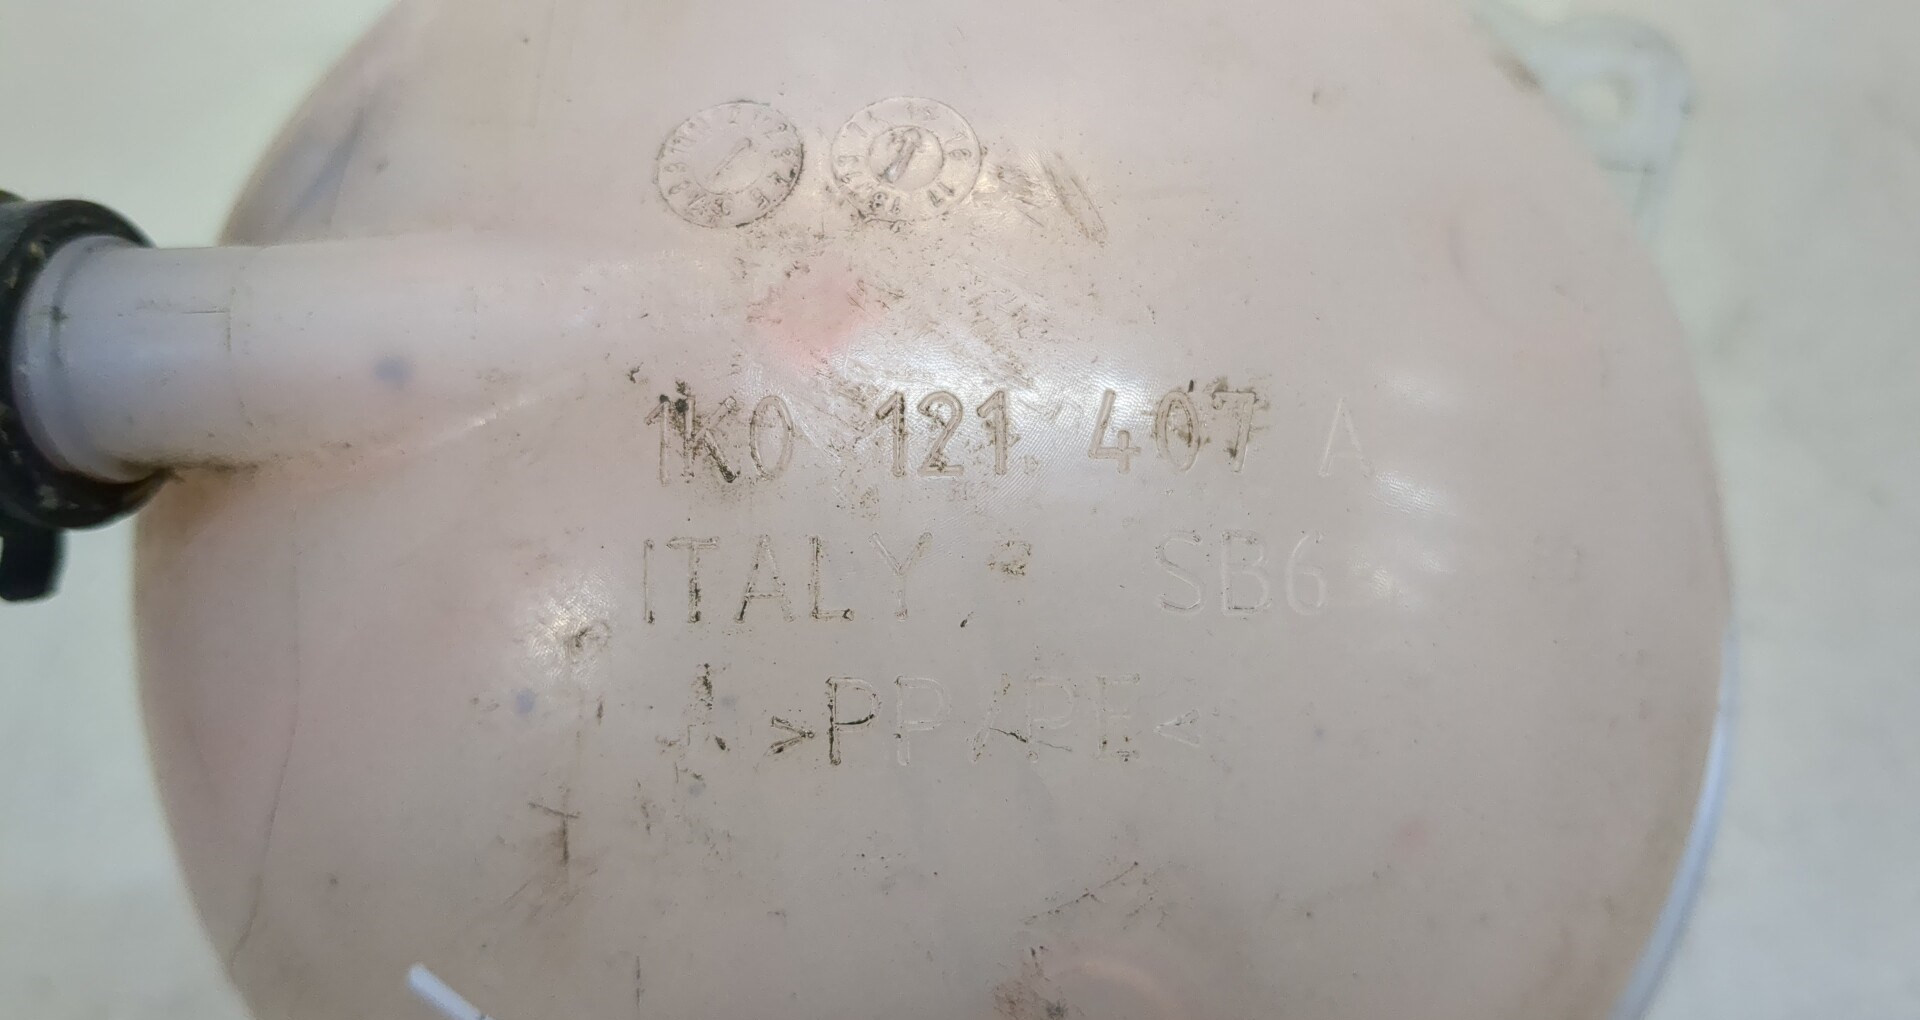 1K0 121. 407 A
ITALY, SB6
>PP/PE<